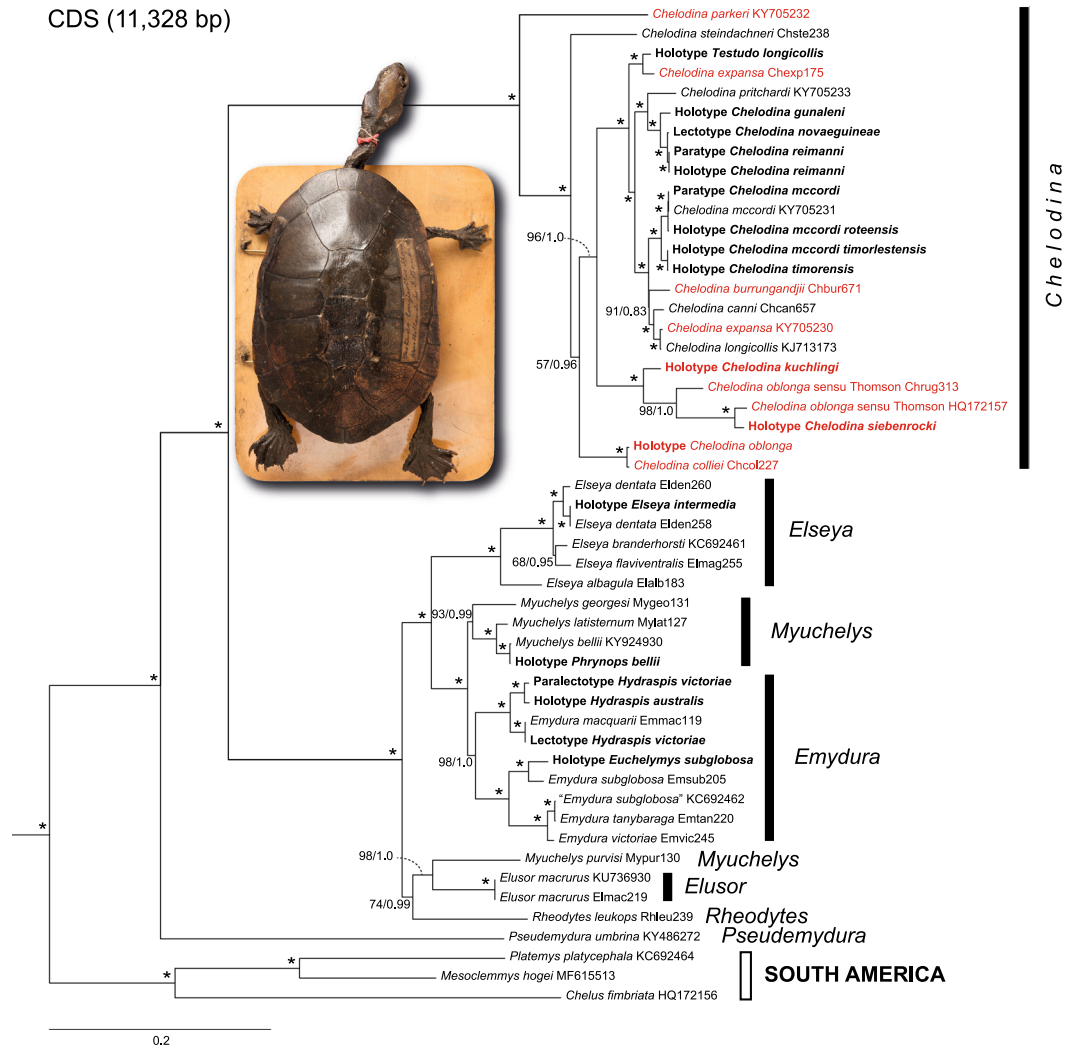 CDS (11,328 bp)
Chelodina parkeri KY705232
Chelodina steindachneri Chste238
Holotype Testudo longicollis
Chelodina expansa Chexp175
Chelodina pritchardi KY705233
Holotype Chelodina gunaleni
Lectotype Chelodina novaeguineae
Paratype Chelodina reimanni
Holotype Chelodina reimanni
Paratype Chelodina mccordi
Chelodina mccordi KY705231
Holotype Chelodina mccordi roteensis
Holotype Chelodina mccordi timorlestensis
Holotype Chelodina timorensis
Chelodina burrungandjii Chbur671
Chelodina canni Chcan657
Chelodina expansa KY705230
Chelodina longicollis KJ713173
Holotype Chelodina kuchlingi
Chelodina oblonga sensu Thomson Chrug313
Chelodina oblonga sensu Thomson HQ172157
Holotype Chelodina siebenrocki
Holotype Chelodina oblonga
Chelodina colliei Chcol227
Chelodina
96/1.0
91/0.83
57/0.96
98/1.0
Elseya dentata Elden260
Holotype Elseya intermedia
Elseya dentata Elden258
Elseya branderhorsti KC692461
Elseya flaviventralis Elmag255
Elseya albagula Elalb183
Elseya
68/0.95
Myuchelys georgesi Mygeo131
Myuchelys latisternum Mylat127
Myuchelys bellii KY924930
Holotype Phrynops bellii
Myuchelys
93/0.99
Paralectotype Hydraspis victoriae
Holotype Hydraspis australis
Emydura macquarii Emmac119
Lectotype Hydraspis victoriae
Holotype Euchelymys subglobosa
Emydura subglobosa Emsub205
"Emydura subglobosa" KC692462
Emydura tanybaraga Emtan220
Emydura victoriae Emvic245
Emydura
98/1.0
98/1.0
Myuchelys purvisi Mypur130 Myuchelys
Elusor macrurus KU736930
Elusor macrurus Elmac219
Elusor
74/0.99
Rheodytes leukops Rhleu239 Rheodytes
Pseudemydura umbrina KY486272 Pseudemydura
Platemys platycephala KC692464
Mesoclemmys hogei MF615513
Chelus fimbriata HQ172156
SOUTH AMERICA
0.2